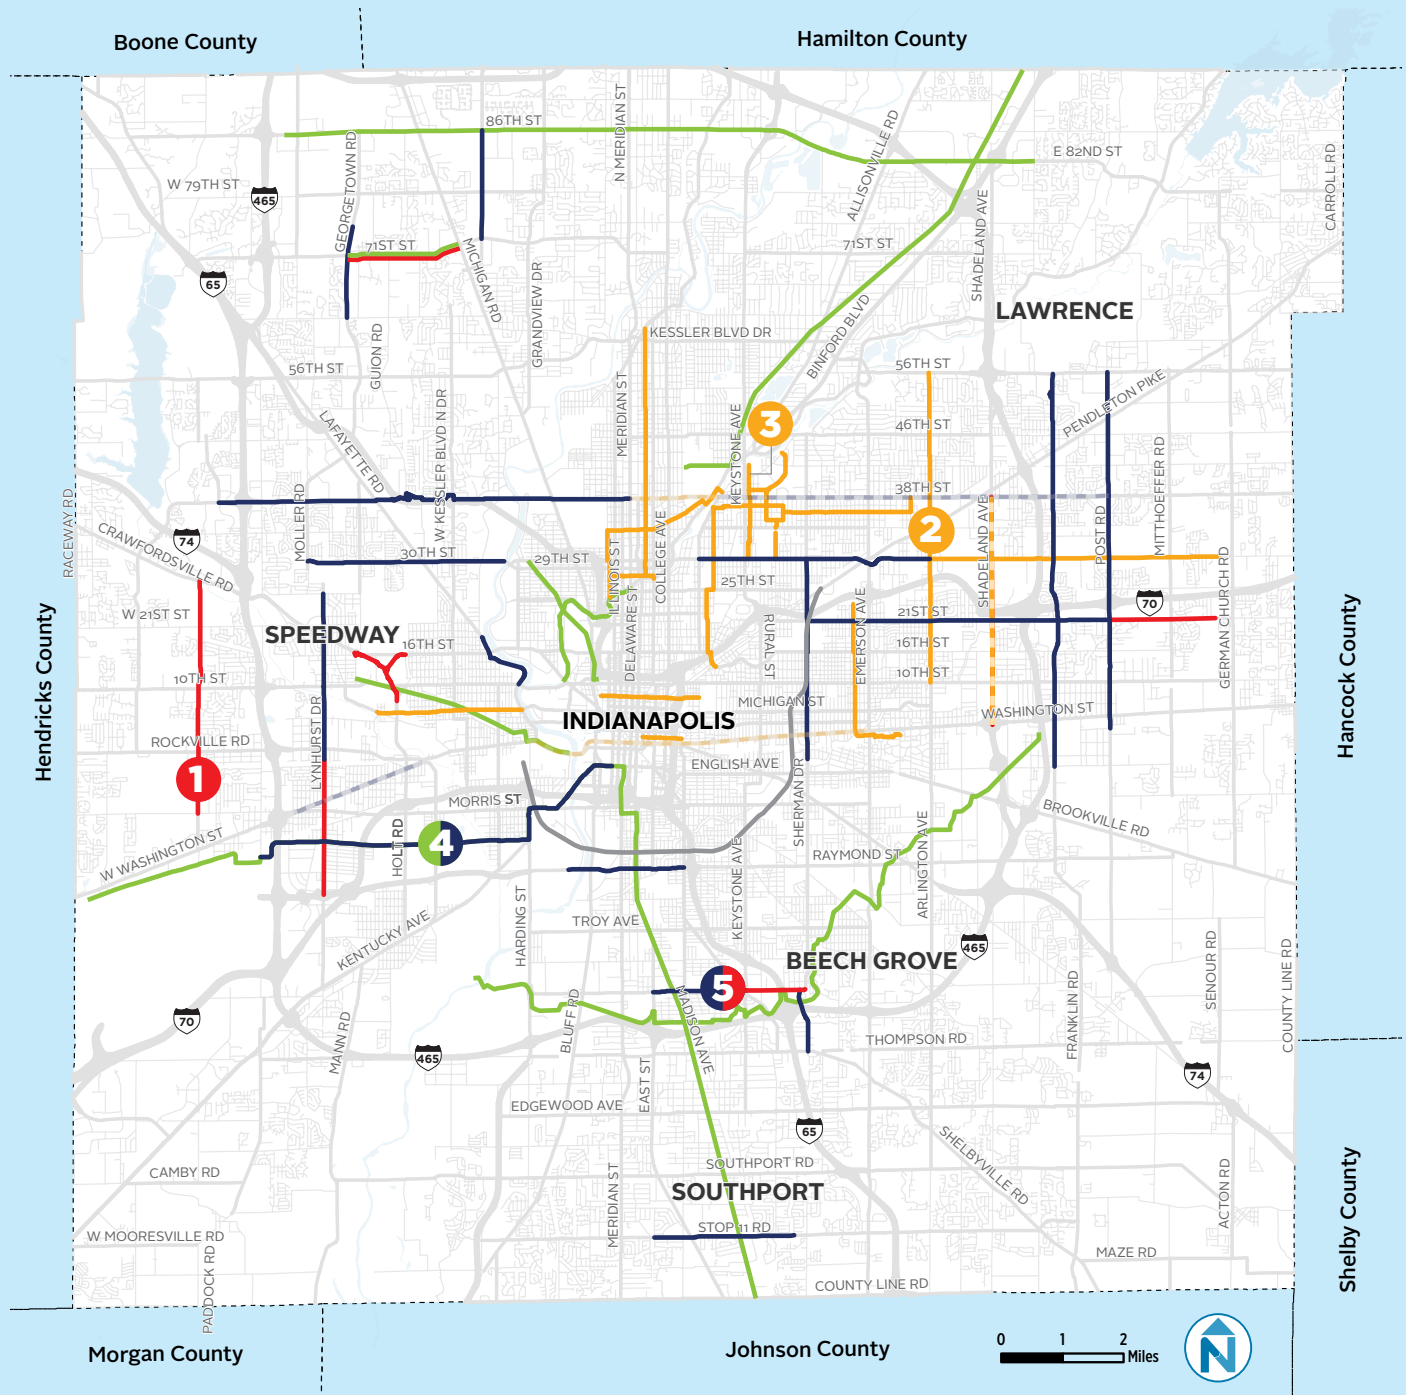 Boone County
Hamilton County
86TH ST
N MERIDIAN ST
ALLISONVILLE RD
E 82ND ST
GEORGETOWN RD
W 79TH ST
465
CARROLL RD
71ST ST
71ST ST
MICHIGAN RD
GRANDVIEW DR
SHADELAND AVE
65
LAWRENCE
KESSLER BLVD DR
BINFORD BLVD
GUION RD
56TH ST
56TH ST
MERIDIAN ST
W KESSLER BLVD N DR
LAFAYETTE RD
KEYSTONE AVE
3
46TH ST
PENDLETON PIKE
MITTHOEFFER RD
38TH ST
RACEWAY RD
MOLLER RD
CRAWFORDSVILLE RD
74
30TH ST
29TH ST
ILLINOIS ST
COLLEGE AVE
2
SHADELAND AVE
POST RD
25TH ST
DELAWARE ST
RURAL ST
EMERSON AVE
21ST ST
70
GERMAN CHURCH RD
W 21ST ST
SPEEDWAY
16TH ST
16TH ST
10TH ST
10TH ST
Hendricks County
Hancock County
MICHIGAN ST
WASHINGTON ST
INDIANAPOLIS
ROCKVILLE RD
LYNHURST DR
1
ENGLISH AVE
SHERMAN DR
MORRIS ST
BROOKVILLE RD
W WASHINGTON ST
HOLT RD
4
KEYSTONE AVE
RAYMOND ST
ARLINGTON AVE
HARDING ST
TROY AVE
KENTUCKY AVE
BEECH GROVE
465
SENOUR RD
COUNTY LINE RD
5
MADISON AVE
70
MANN RD
465
BLUFF RD
FRANKLIN RD
THOMPSON RD
74
EAST ST
EDGEWOOD AVE
65
SHELBYVILLE RD
CAMBY RD
MERIDIAN ST
SOUTHPORT RD
SOUTHPORT
ACTON RD
Shelby County
W MOORESVILLE RD
PADDOCK RD
STOP 11 RD
MAZE RD
COUNTY LINE RD
Morgan County
Johnson County
0 1 2
Miles
N